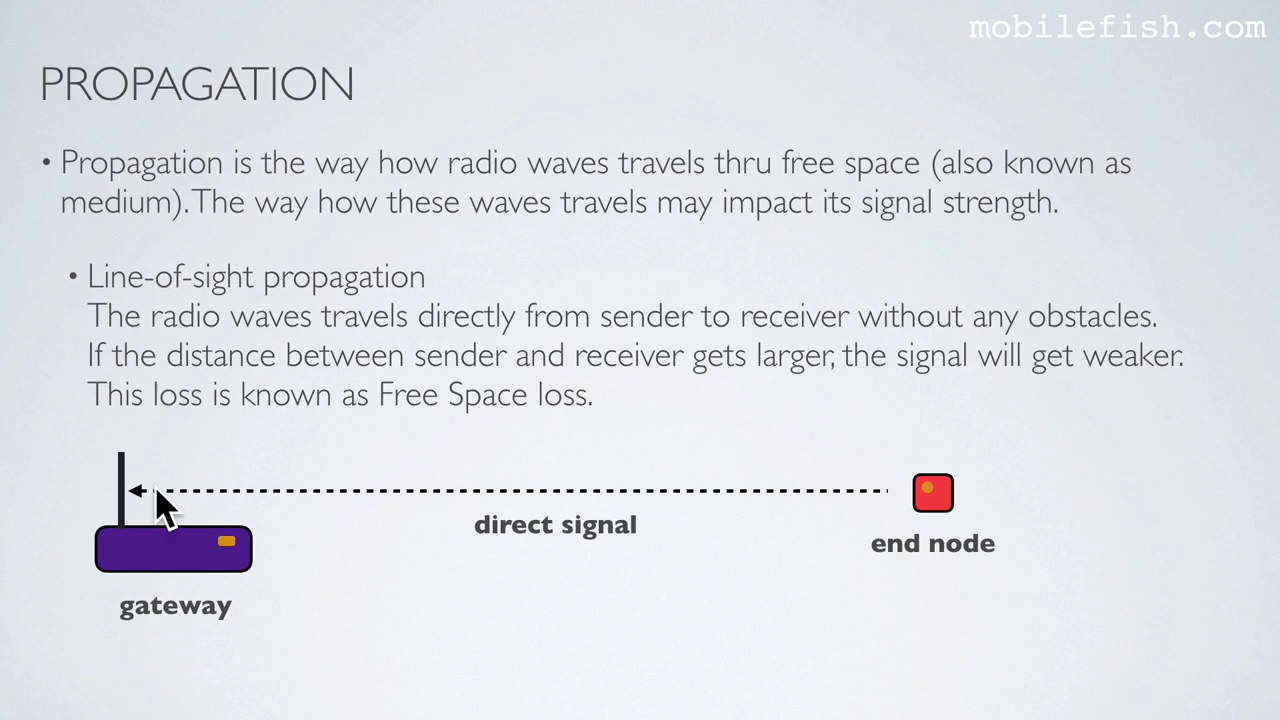 mobilefish.com
PROPAGATION
• Propagation is the way how radio waves travels thru free space (also known as
medium). The way how these waves travels may impact its signal strength.
• Line-of-sight propagation
The radio waves travels directly from sender to receiver without any obstacles.
If the distance between sender and receiver gets larger, the signal will get weaker.
This loss is known as Free Space loss.
direct signal
end node
gateway